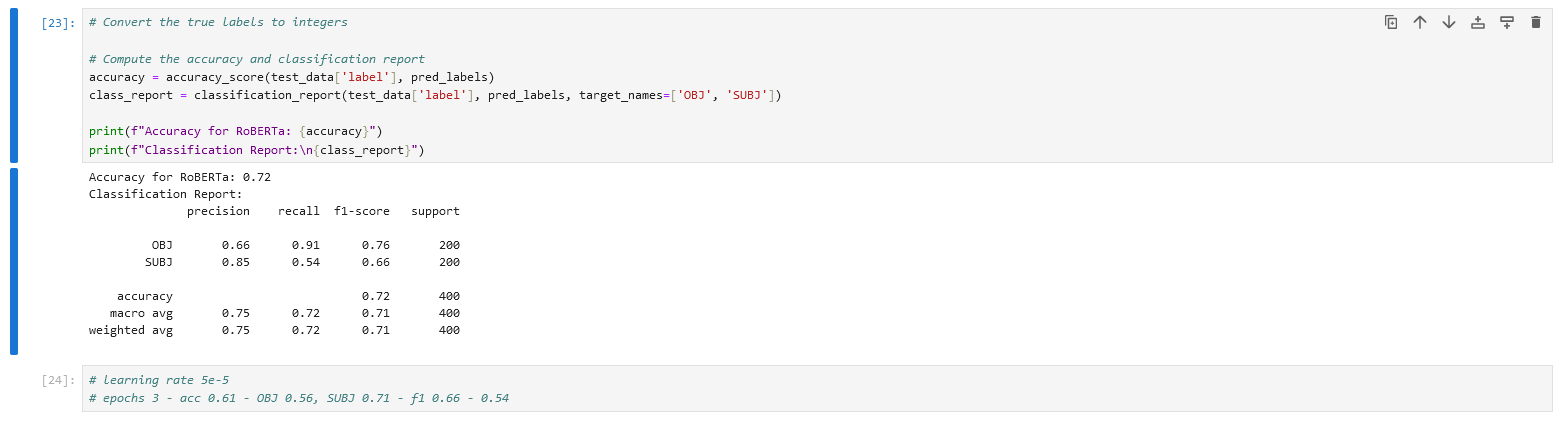 [23]: # Convert the true labels to integers
# Compute the accuracy and classification report
accuracy = accuracy_score(test_data['label'], pred_labels)
class_report = classification_report(test_data['label'], pred_labels, target_names=['OBJ', 'SUBJ'])
print(f"Accuracy for RoBERTa: {accuracy}")
print(f"Classification Report:\n{class_report}")
Accuracy for RoBERTa: 0.72
Classification Report:
precision recall f1-score support
OBJ 0.66 0.91 0.76 200
SUBJ 0.85 0.54 0.66 200
accuracy 0.72 400
macro avg 0.75 0.72 0.71 400
weighted avg 0.75 0.72 0.71 400
[24]: # learning rate 5e-5
# epochs 3 - acc 0.61 - OBJ 0.56, SUBJ 0.71 - f1 0.66 - 0.54